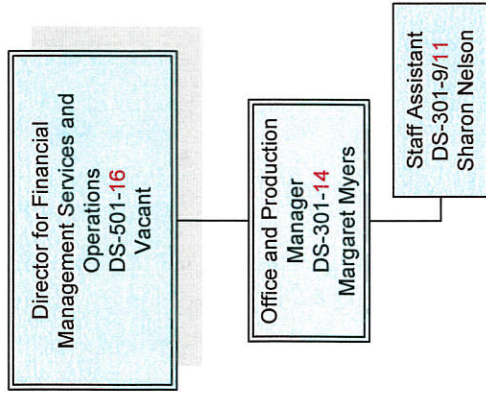 Director for Financial
Management Services and
Operations
DS-501-16
Vacant
Office and Production
Manager
DS-301-14
Margaret Myers
Staff Assistant
DS-301-9/11
Sharon Nelson